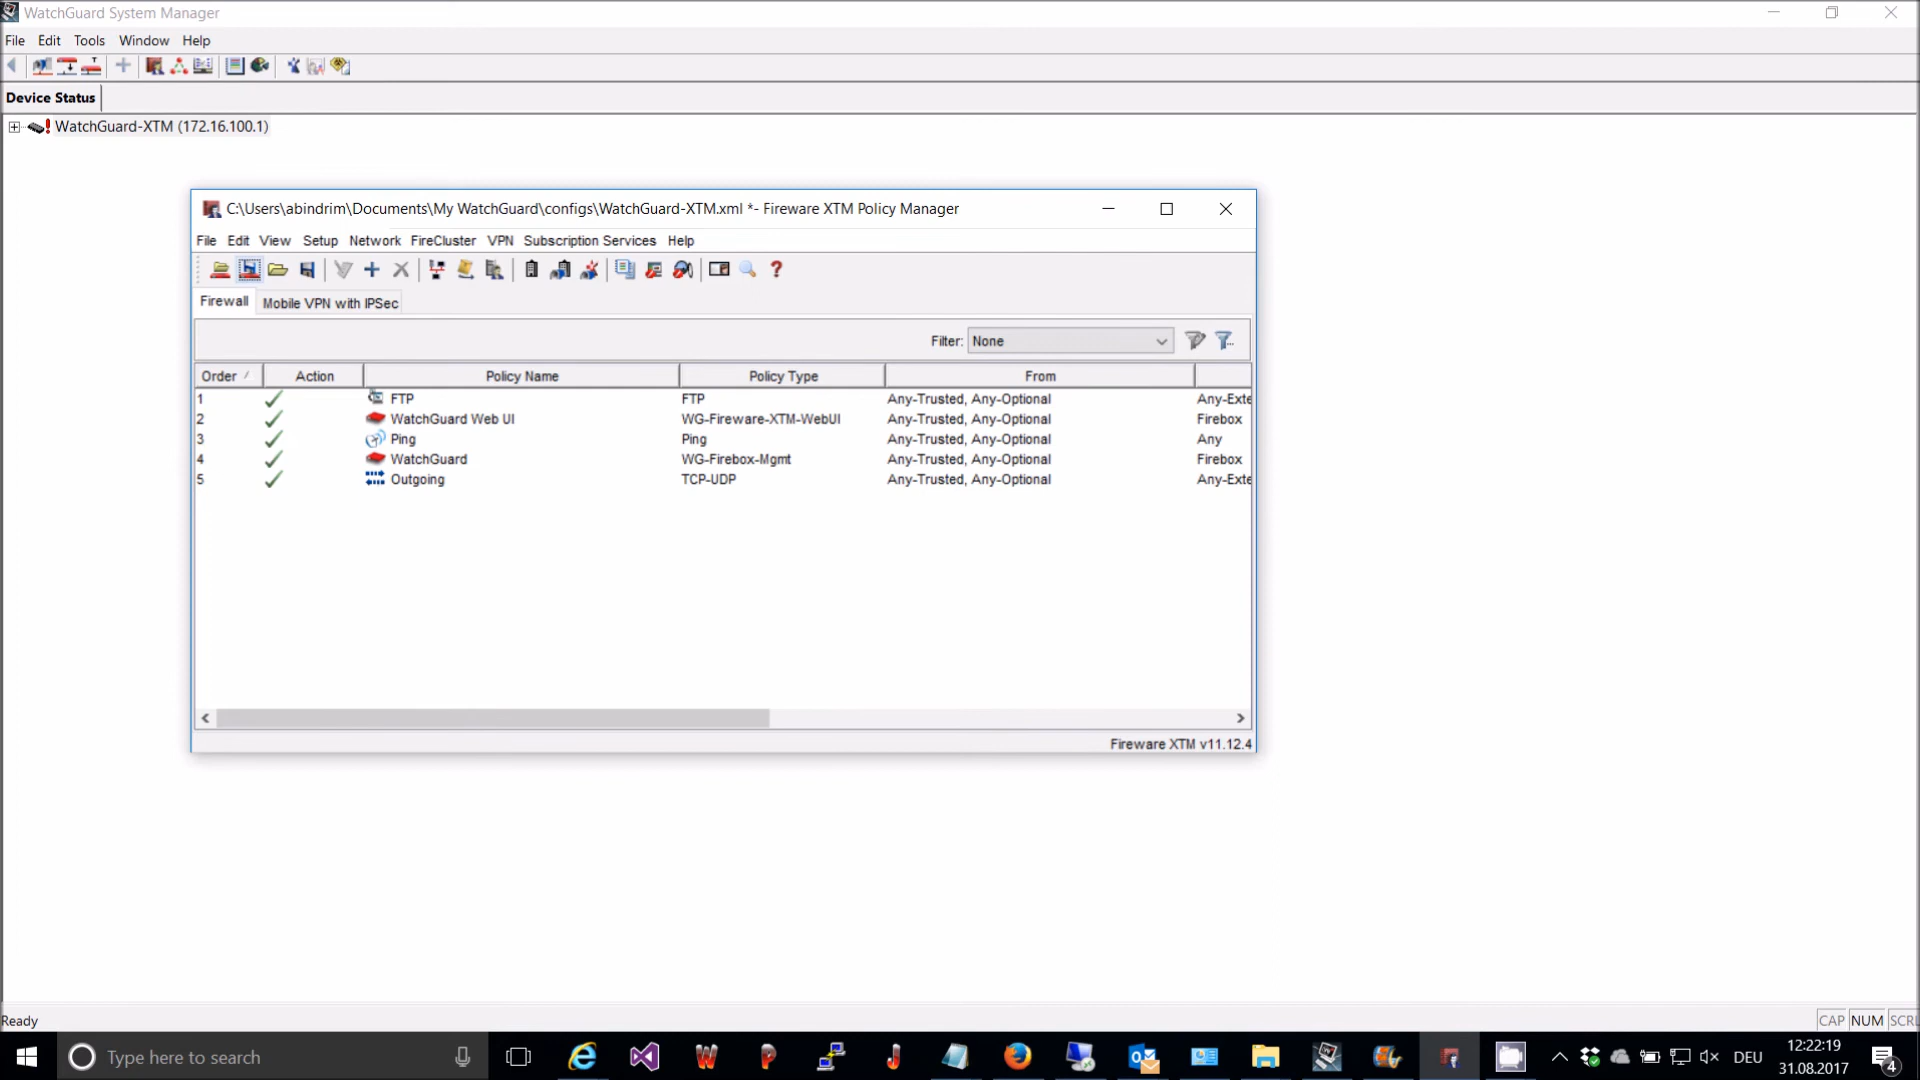 WatchGuard System Manager
File Edit Tools Window Help
Device Status
WatchGuard-XTM (172.16.100.1)
C:\Users\abindrim\Documents\My WatchGuard\configs\WatchGuard-XTM.xml *- Fireware XTM Policy Manager
File Edit View Setup Network FireCluster VPN Subscription Services Help
Firewall Mobile VPN with IPSec
Filter: None
Order / Action Policy Name Policy Type From
1 FTP FTP Any-Trusted, Any-Optional Any-Exte
2 WatchGuard Web UI WG-Fireware-XTM-WebUI Any-Trusted, Any-Optional Firebox
3 Ping Ping Any-Trusted, Any-Optional Any
4 WatchGuard WG-Firebox-Mgmt Any-Trusted, Any-Optional Firebox
5 Outgoing TCP-UDP Any-Trusted, Any-Optional Any-Exte
Fireware XTM v11.12.4
Ready CAP NUM SCRL
Type here to search DEU 12:22:19
31.08.2017 4